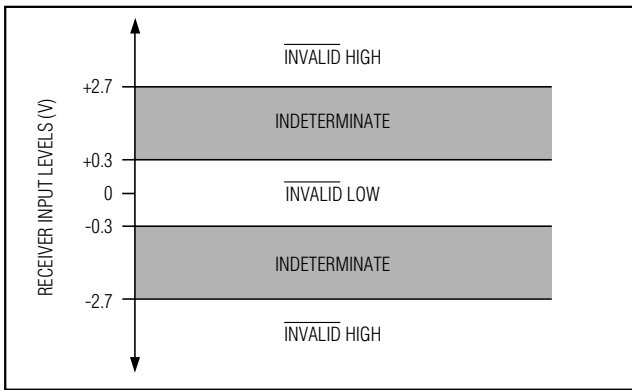 INVALID HIGH
+2.7
INDETERMINATE
+0.3
0
INVALID LOW
-0.3
INDETERMINATE
-2.7
INVALID HIGH
RECEIVER INPUT LEVELS (V)